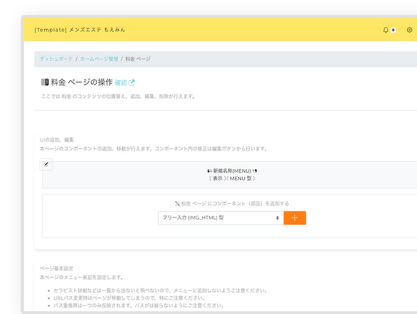 [Template] メンズエステ ちえみん
ダッシュボード / ホームページ管理 / 料金 ページ
料金 ページの操作 確認
ここでは 料金 のコンテンツの位置替え、追加、編集、削除が行えます。
UIの追加、編集
本ページのコンポーネントの追加、移動が行えます。コンポーネント内の修正は編集ボタンから行います。
新規名称(MENU)
[ 表示 ] [ MENU 型 ]
料金 ページ にコンポーネント（部品）を追加する
フリー入力 (IMG_HTML) 型
ページ基本設定
本ページのメニュー表記を設定します。
セラピスト詳細などは一覧から出ないと飛べないので、メニューに追加しないようご注意ください。
URLパス変更時はページが移動してしまうので、特にご注意ください。
パス重複時は一つのみ反映されます。パスがは被らないようにご注意ください。